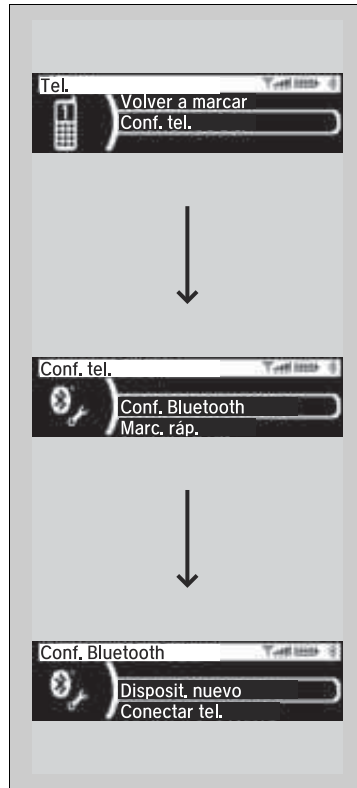 Tel.
Volver a marcar
Conf. tel.
Conf. tel.
Conf. Bluetooth
Marc. ráp.
Conf. Bluetooth
Disposit. nuevo
Conectar tel.